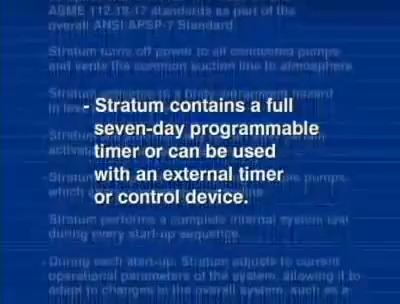 ASME 112.19.17 standards as part of the
overall ANSI APSP-7 Standard
Stratum turns off power to all connected pumps
and vents the common suction line to atmosphere
- Stratum contains a full
seven-day programmable
timer or can be used
with an external timer
or control device.
Stratum performs a complete internal system test
during every start-up sequence.
- During each start-up, Stratum adjusts to current
operational parameters of the system, allowing it to
adapt to changes in the overall system, such as a